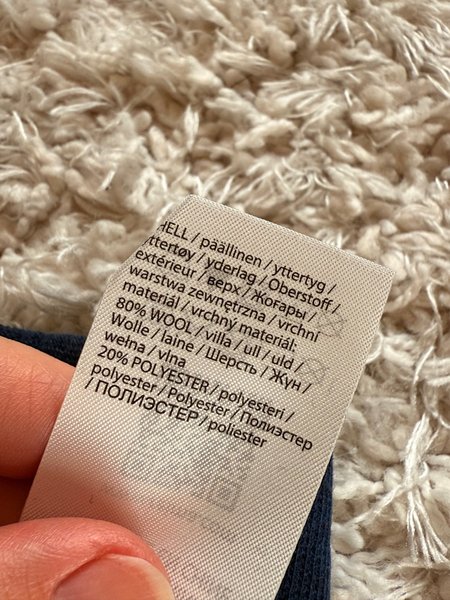 HELL / päällinen / yttertyg /
yttertøy / yderlag / Oberstoff /
extérieur / верх / Жоғары /
warstwa zewnętrzna / vrchní
materiál / vrchný materiál:
80% WOOL / villa / ull / uld /
Wolle / laine / Шерсть / Жүн /
wełna / vlna
20% POLYESTER / polyesteri /
polyester / Polyester / Полиэстер
/ ПОЛИЭСТЕР / poliester